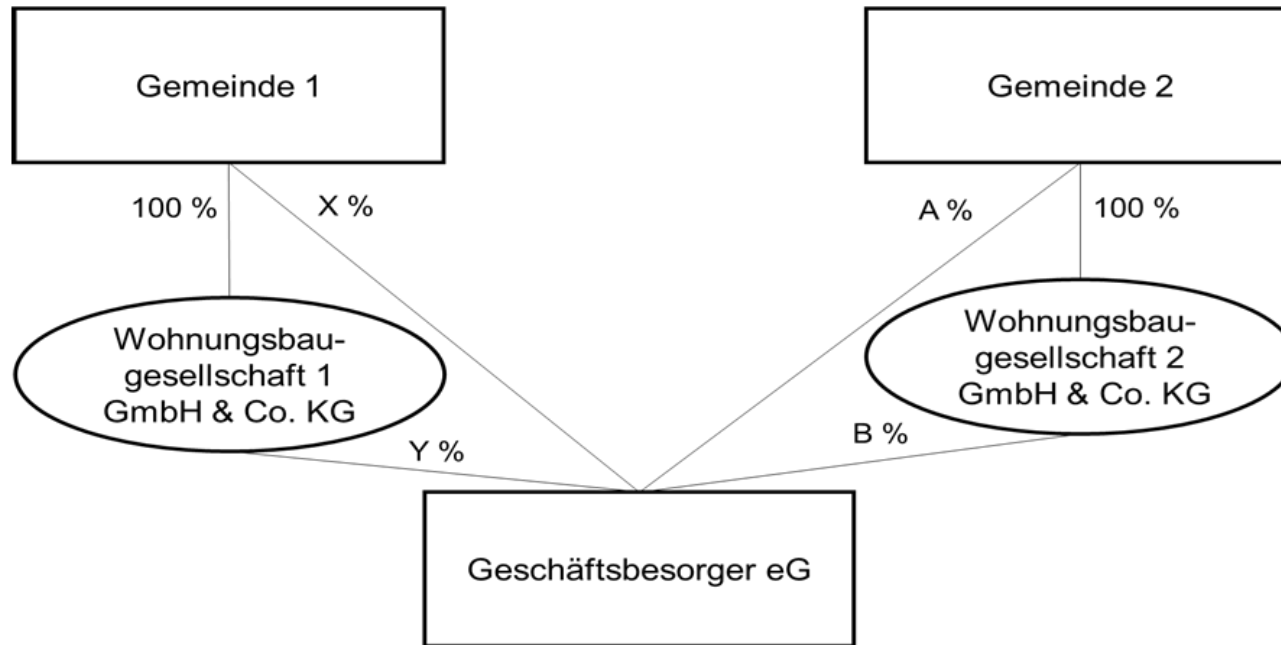 Gemeinde 1
Gemeinde 2
100 %
X %
A %
100 %
Wohnungsbau-
gesellschaft 1
GmbH & Co. KG
Wohnungsbau-
gesellschaft 2
GmbH & Co. KG
Y %
B %
Geschäftsbesorger eG